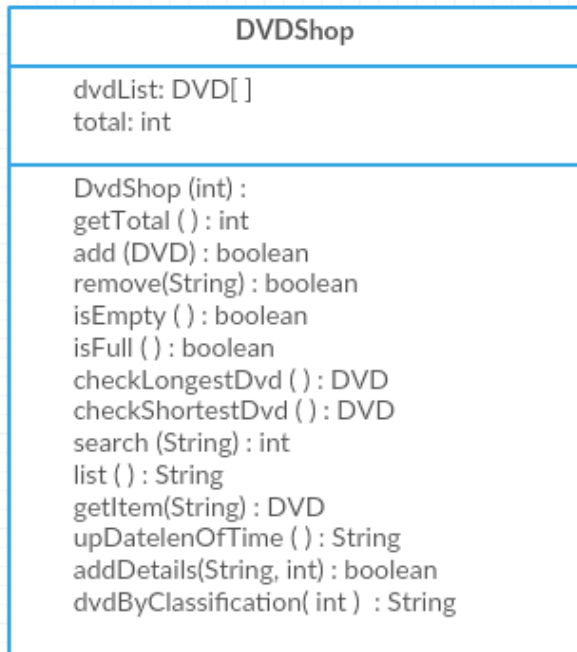 DVDShop
dvdList: DVD[ ]
total: int
DvdShop (int) :
getTotal ( ) : int
add (DVD) : boolean
remove(String) : boolean
isEmpty ( ) : boolean
isFull ( ) : boolean
checkLongestDvd ( ) : DVD
checkShortestDvd ( ) : DVD
search (String) : int
list ( ) : String
getItem(String) : DVD
upDatelenOfTime ( ) : String
addDetails(String, int) : boolean
dvdByClassification( int )  : String